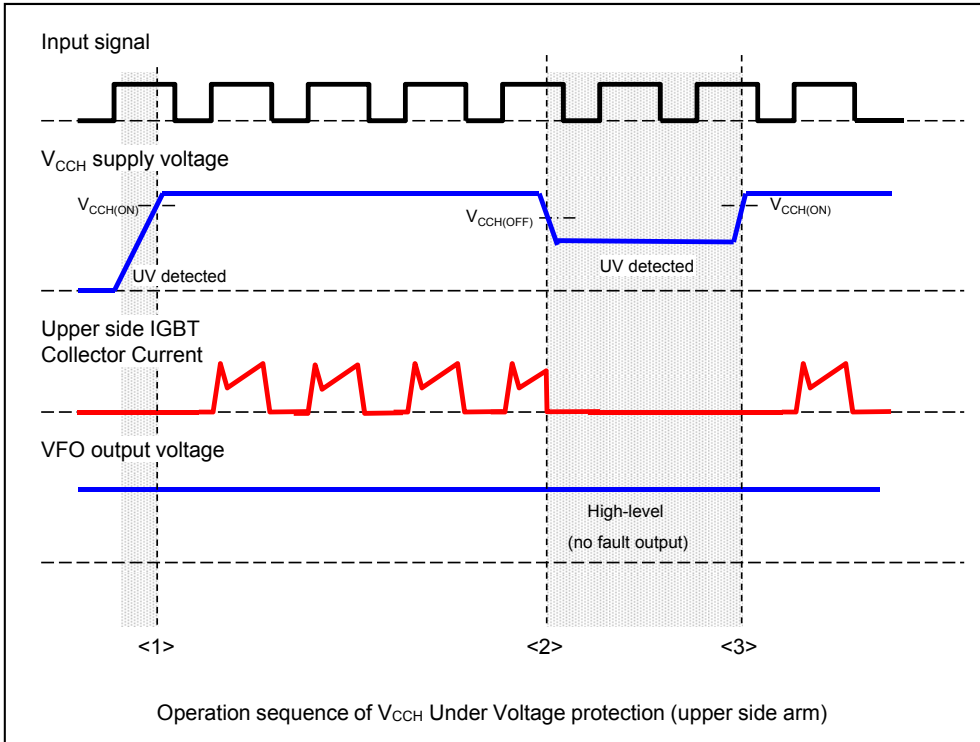 Input signal
VCCH supply voltage
VCCH(ON)
VCCH(OFF)
VCCH(ON)
UV detected
UV detected
Upper side IGBT
Collector Current
VFO output voltage
High-level
(no fault output)
<1>
<2>
<3>
Operation sequence of VCCH Under Voltage protection (upper side arm)